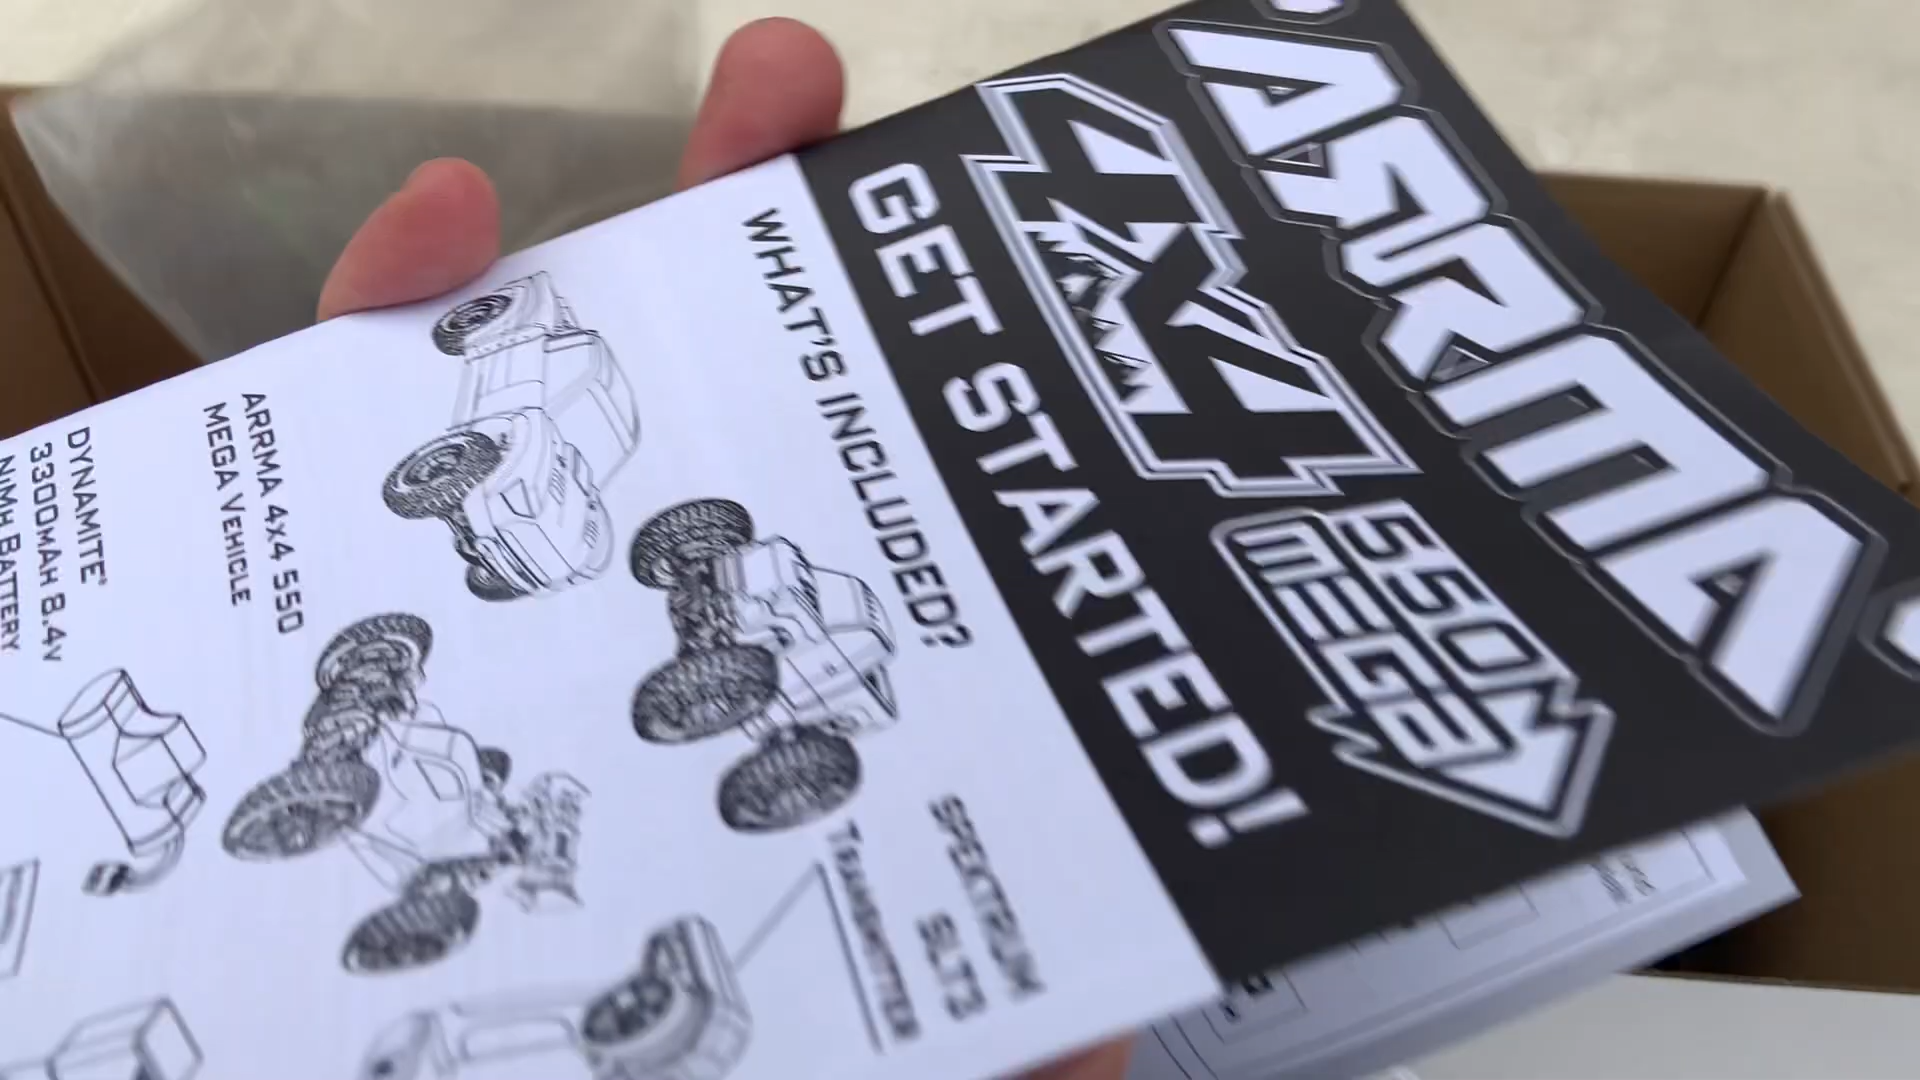 ARRMA
4X4
550
MEGA
GET STARTED!
WHAT'S INCLUDED?
SPEKTRUM
SLT3
TRANSMITTER
ARRMA 4x4 550
MEGA VEHICLE
DYNAMITE®
3300MAH 8.4V
NIMH BATTERY